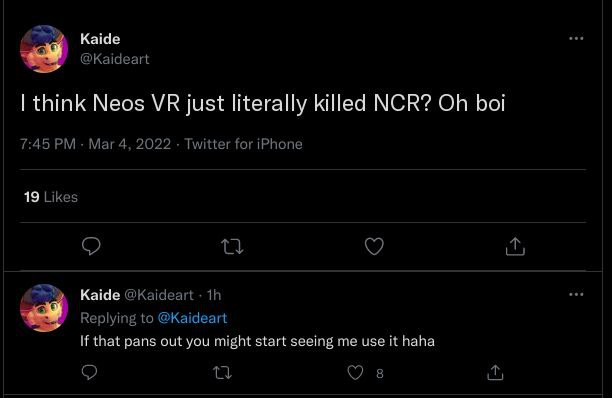 Kaide
@Kaideart
I think Neos VR just literally killed NCR? Oh boi
7:45 PM · Mar 4, 2022 · Twitter for iPhone
19 Likes
Kaide @Kaideart · 1h
Replying to @Kaideart
If that pans out you might start seeing me use it haha
8